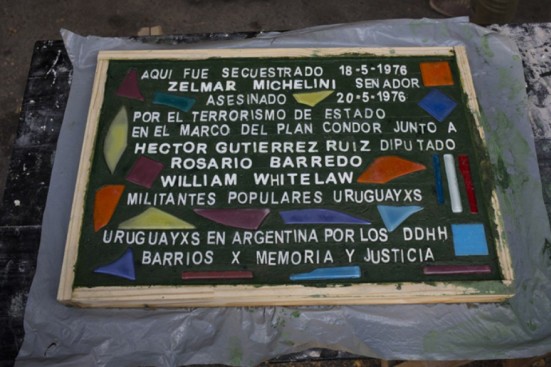 AQUI FUE SECUESTRADO 18-5-1976
ZELMAR MICHELINI SENADOR
ASESINADO 20-5-1976
POR EL TERRORISMO DE ESTADO
EN EL MARCO DEL PLAN CONDOR JUNTO A
HECTOR GUTIERREZ RUIZ DIPUTADO
ROSARIO BARREDO
WILLIAM WHITELAW
MILITANTES POPULARES URUGUAYXS
URUGUAYXS EN ARGENTINA POR LOS DDHH
BARRIOS X MEMORIA Y JUSTICIA